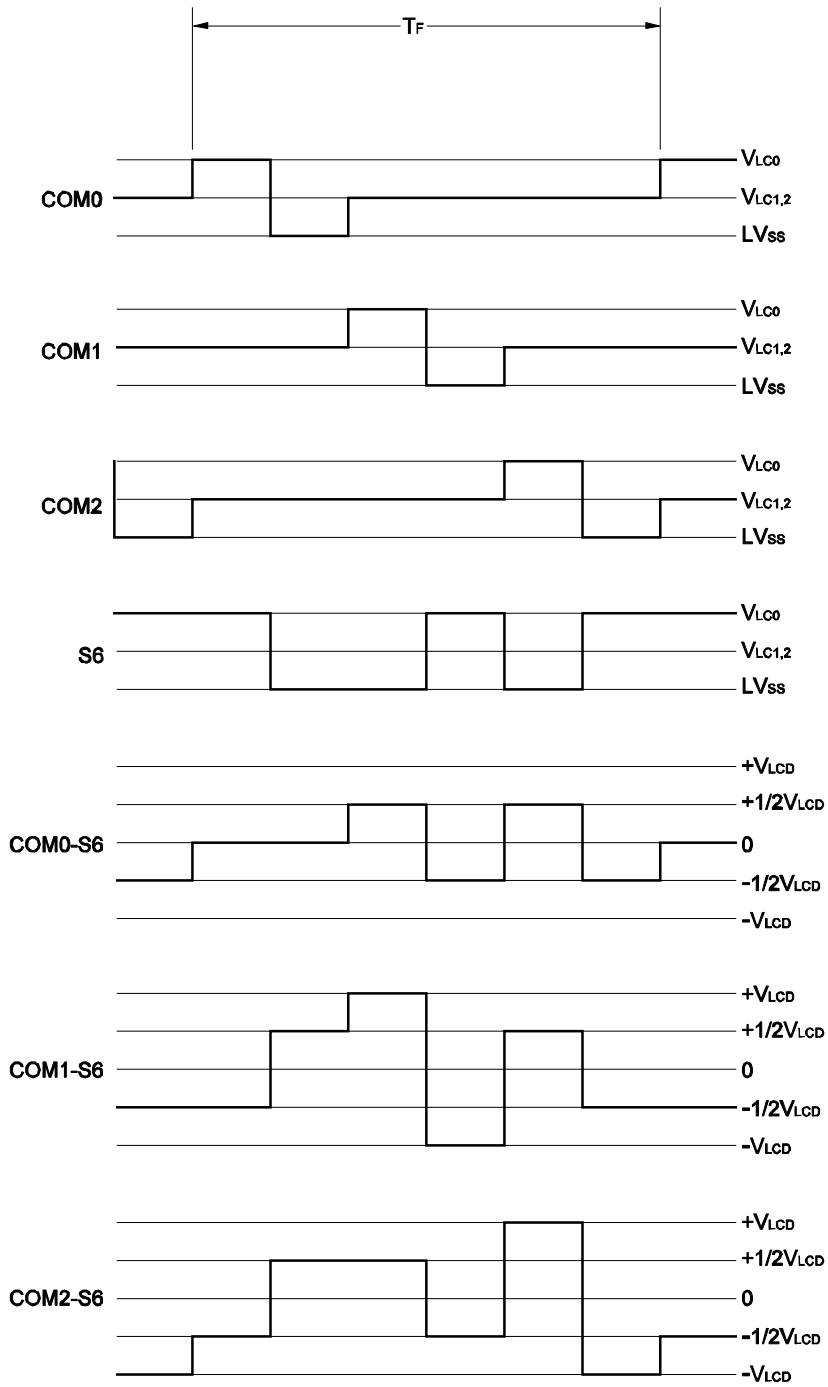 TF
VLC0
COM0
VLC1,2
LVSS
VLC0
COM1
VLC1,2
LVSS
VLC0
COM2
VLC1,2
LVSS
VLC0
S6
VLC1,2
LVSS
+VLCD
+1/2VLCD
COM0-S6
0
-1/2VLCD
-VLCD
+VLCD
+1/2VLCD
COM1-S6
0
-1/2VLCD
-VLCD
+VLCD
+1/2VLCD
COM2-S6
0
-1/2VLCD
-VLCD